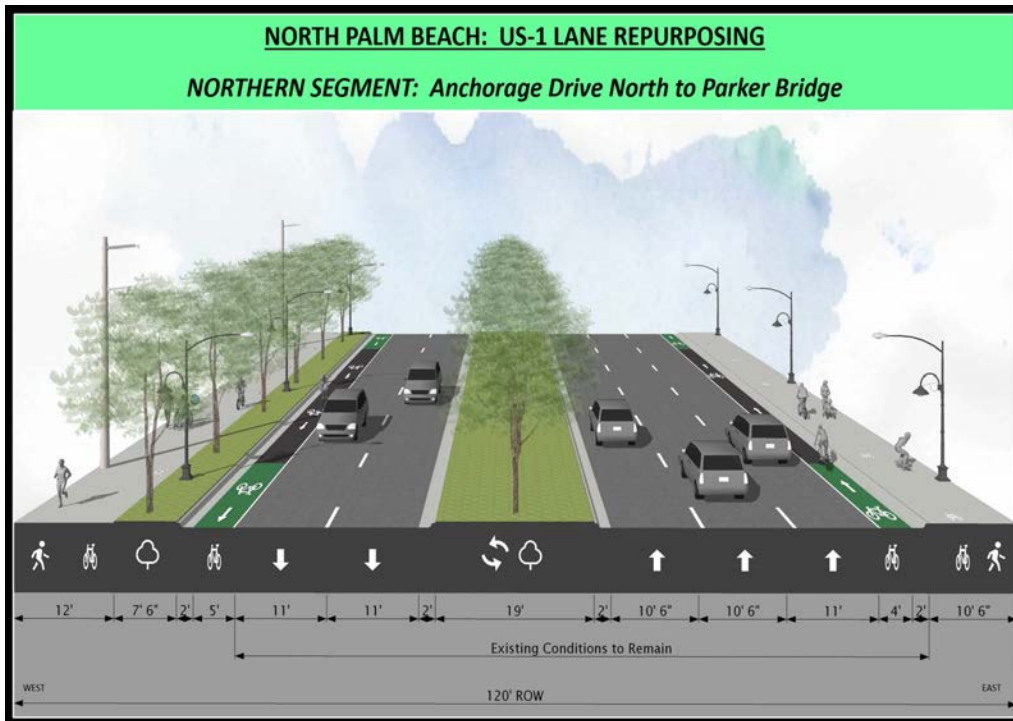 NORTH PALM BEACH: US-1 LANE REPURPOSING
NORTHERN SEGMENT: Anchorage Drive North to Parker Bridge
12' 7' 6" 2' 5' 11' 11' 2' 19' 2' 10' 6" 10' 6" 11' 4' 2' 10' 6"
Existing Conditions to Remain
WEST EAST
120' ROW